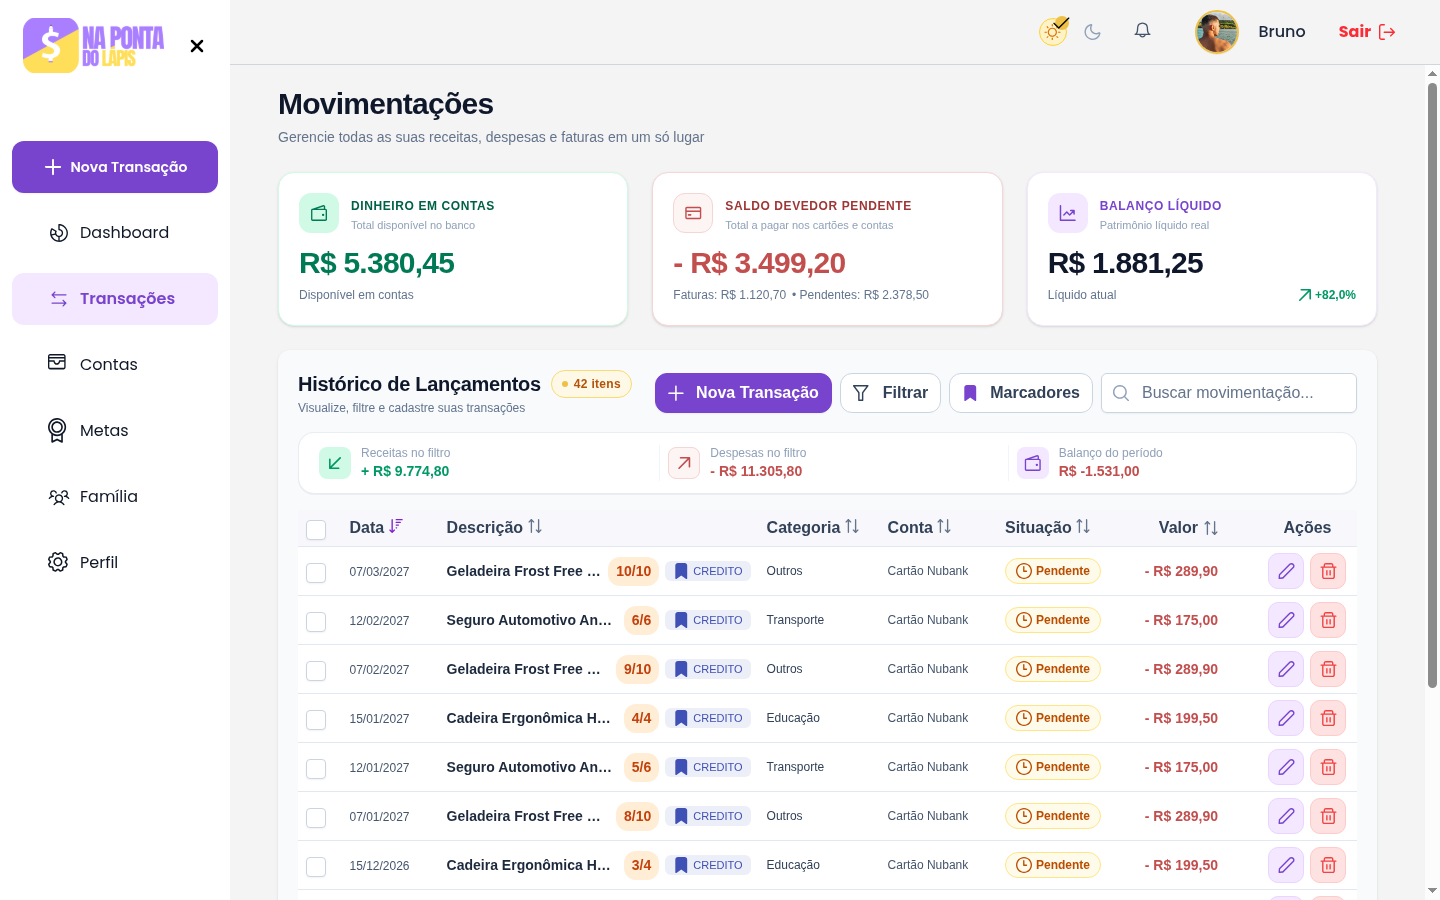 NA PONTA
DO LÁPIS
Bruno
Sair
Nova Transação
Dashboard
Transações
Contas
Metas
Família
Perfil
Movimentações
Gerencie todas as suas receitas, despesas e faturas em um só lugar
DINHEIRO EM CONTAS
Total disponível no banco
R$ 5.380,45
Disponível em contas
SALDO DEVEDOR PENDENTE
Total a pagar nos cartões e contas
- R$ 3.499,20
Faturas: R$ 1.120,70 • Pendentes: R$ 2.378,50
BALANÇO LÍQUIDO
Patrimônio líquido real
R$ 1.881,25
Líquido atual
+82,0%
Histórico de Lançamentos
42 itens
Visualize, filtre e cadastre suas transações
Nova Transação
Filtrar
Marcadores
Buscar movimentação...
Receitas no filtro
+ R$ 9.774,80
Despesas no filtro
- R$ 11.305,80
Balanço do período
R$ -1.531,00
Data Descrição Categoria Conta Situação Valor Ações
07/03/2027 Geladeira Frost Free ... 10/10 CREDITO Outros Cartão Nubank Pendente - R$ 289,90
12/02/2027 Seguro Automotivo An... 6/6 CREDITO Transporte Cartão Nubank Pendente - R$ 175,00
07/02/2027 Geladeira Frost Free ... 9/10 CREDITO Outros Cartão Nubank Pendente - R$ 289,90
15/01/2027 Cadeira Ergonômica H... 4/4 CREDITO Educação Cartão Nubank Pendente - R$ 199,50
12/01/2027 Seguro Automotivo An... 5/6 CREDITO Transporte Cartão Nubank Pendente - R$ 175,00
07/01/2027 Geladeira Frost Free ... 8/10 CREDITO Outros Cartão Nubank Pendente - R$ 289,90
15/12/2026 Cadeira Ergonômica H... 3/4 CREDITO Educação Cartão Nubank Pendente - R$ 199,50